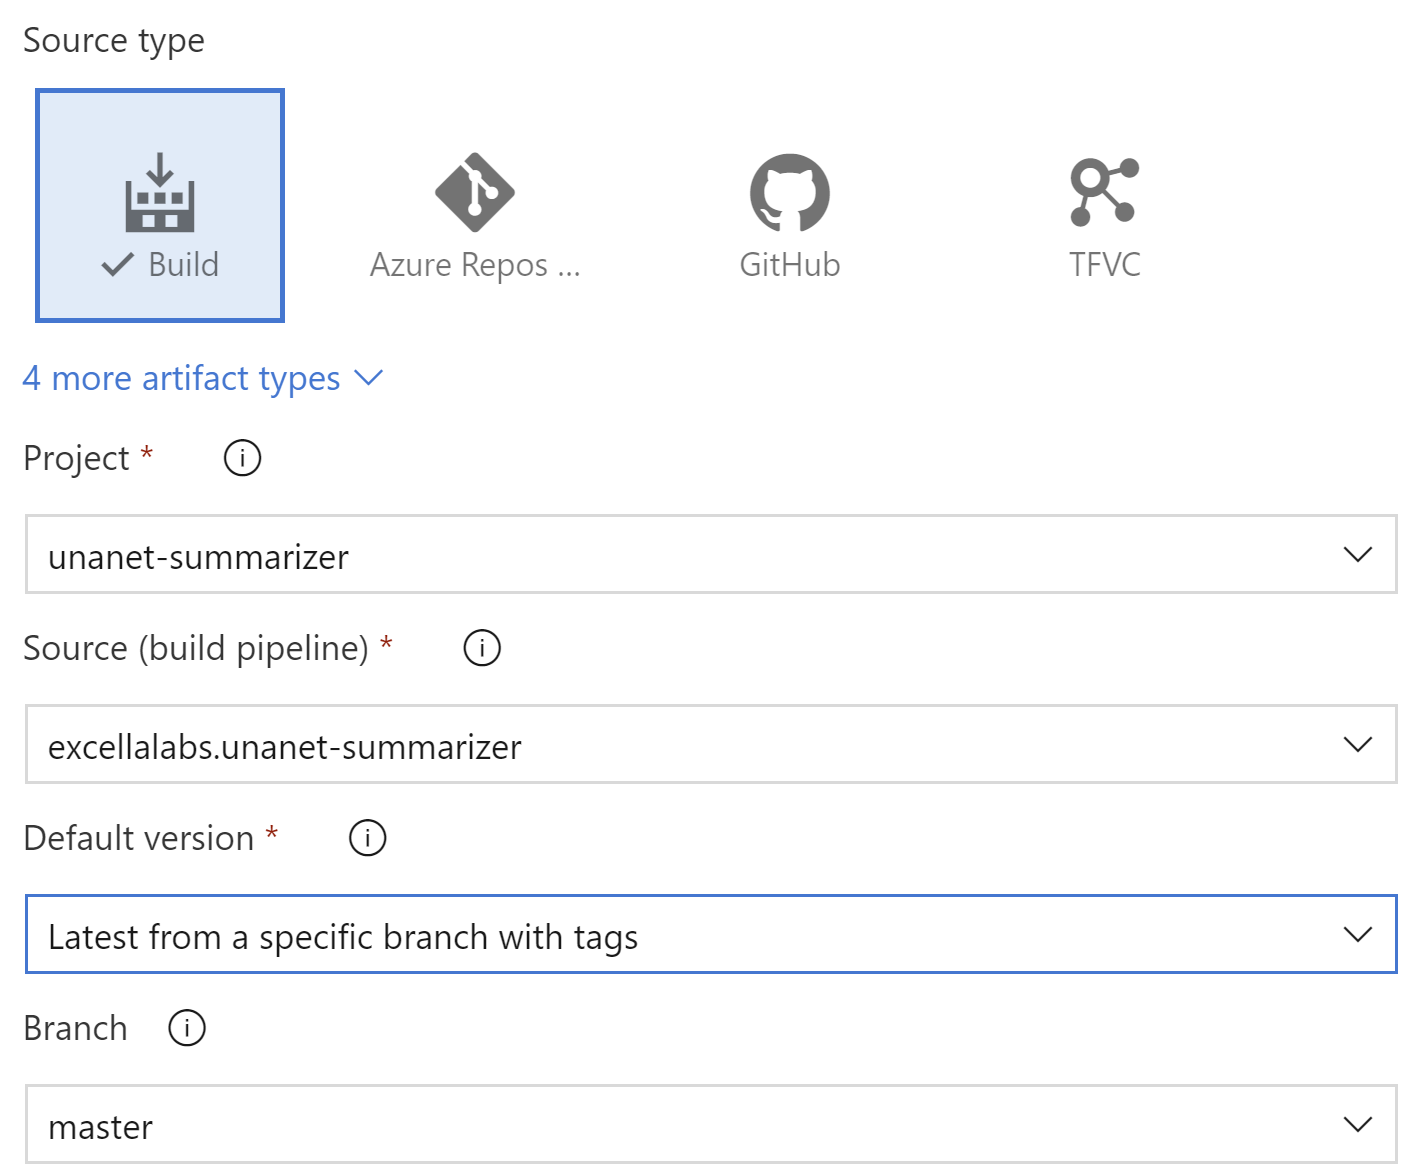 Source type
Build
Azure Repos ...
GitHub
TFVC
4 more artifact types
Project *
unanet-summarizer
Source (build pipeline) *
excellalabs.unanet-summarizer
Default version *
Latest from a specific branch with tags
Branch
master